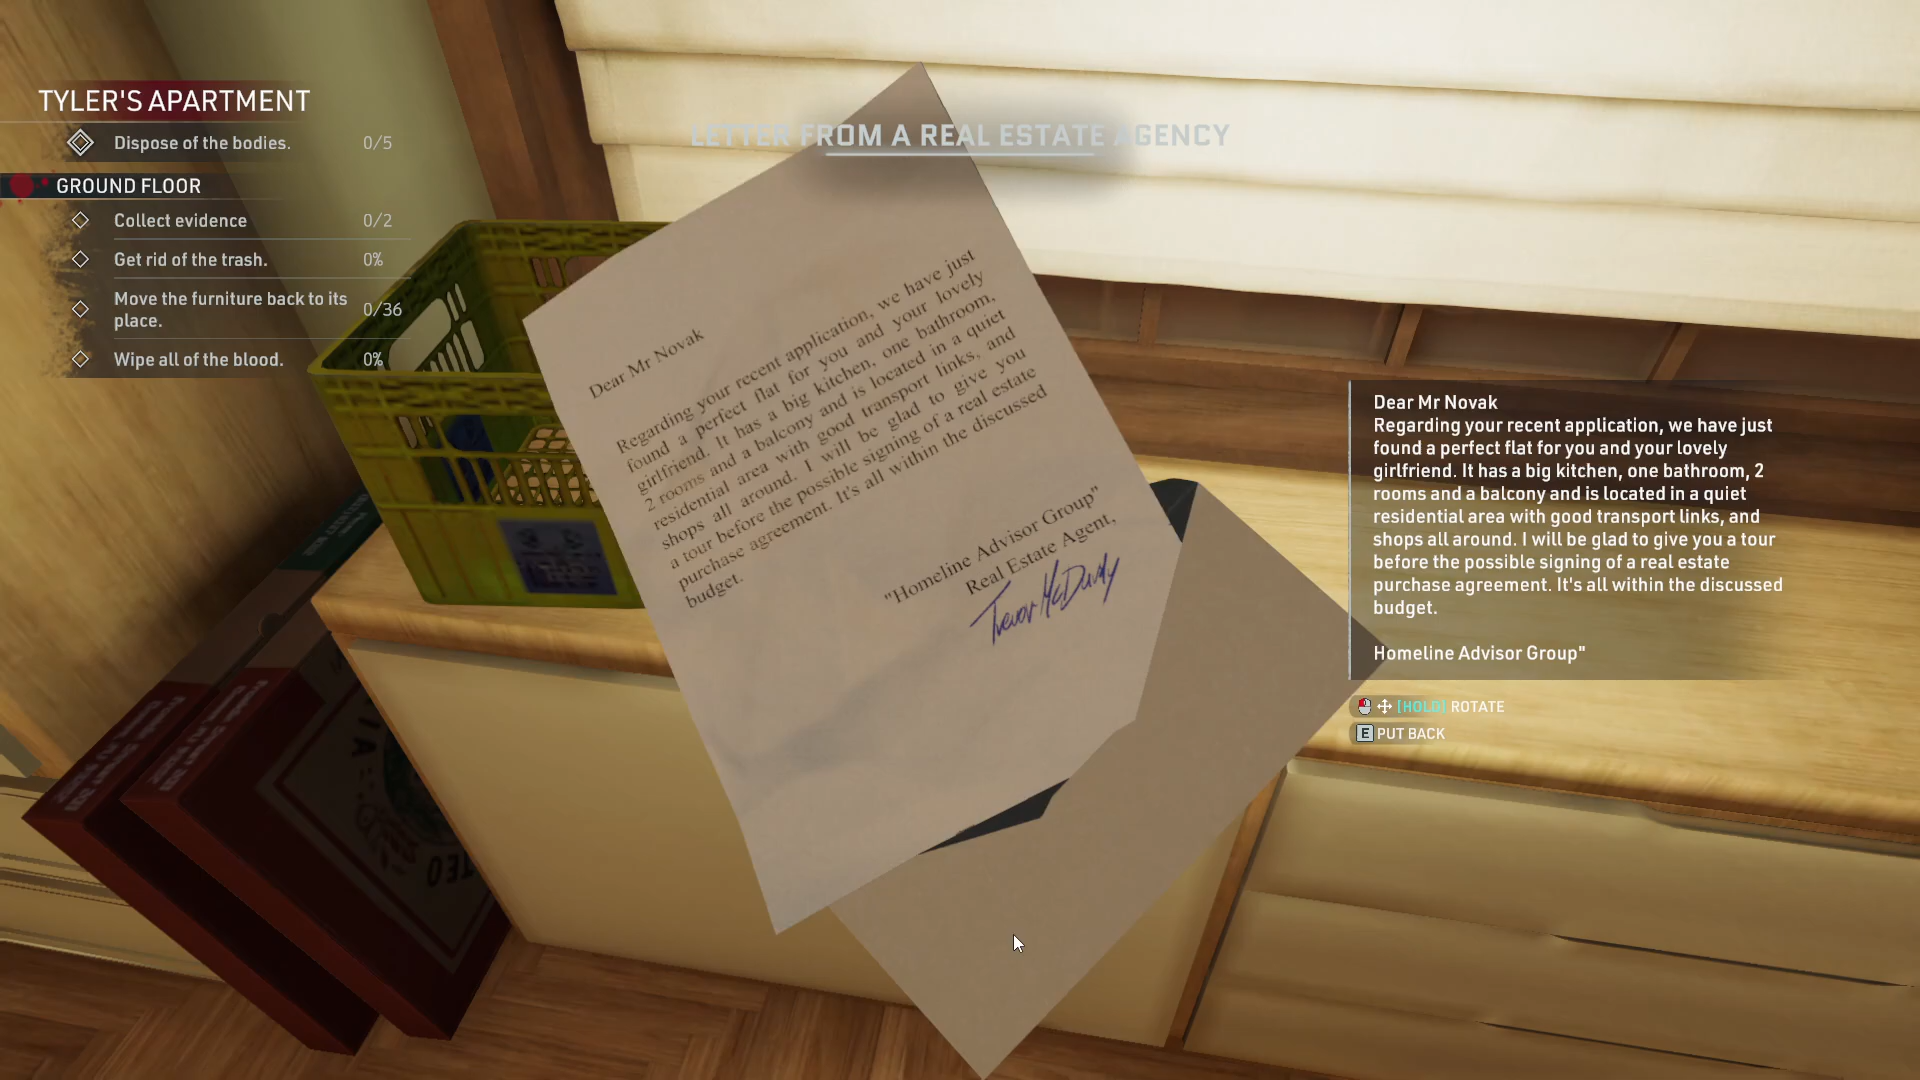 TYLER'S APARTMENT
Dispose of the bodies. 0/5
GROUND FLOOR
Collect evidence 0/2
Get rid of the trash. 0%
Move the furniture back to its
place. 0/36
Wipe all of the blood. 0%
LETTER FROM A REAL ESTATE AGENCY
Dear Mr Novak
Regarding your recent application, we have just
found a perfect flat for you and your lovely
girlfriend. It has a big kitchen, one bathroom,
2 rooms and a balcony and is located in a quiet
residential area with good transport links, and
shops all around. I will be glad to give you
a tour before the possible signing of a real estate
purchase agreement. It's all within the discussed
budget.
"Homeline Advisor Group"
Real Estate Agent,
Trevor
Dear Mr Novak
Regarding your recent application, we have just
found a perfect flat for you and your lovely
girlfriend. It has a big kitchen, one bathroom, 2
rooms and a balcony and is located in a quiet
residential area with good transport links, and
shops all around. I will be glad to give you a tour
before the possible signing of a real estate
purchase agreement. It's all within the discussed
budget.
Homeline Advisor Group"
[HOLD] ROTATE
E PUT BACK